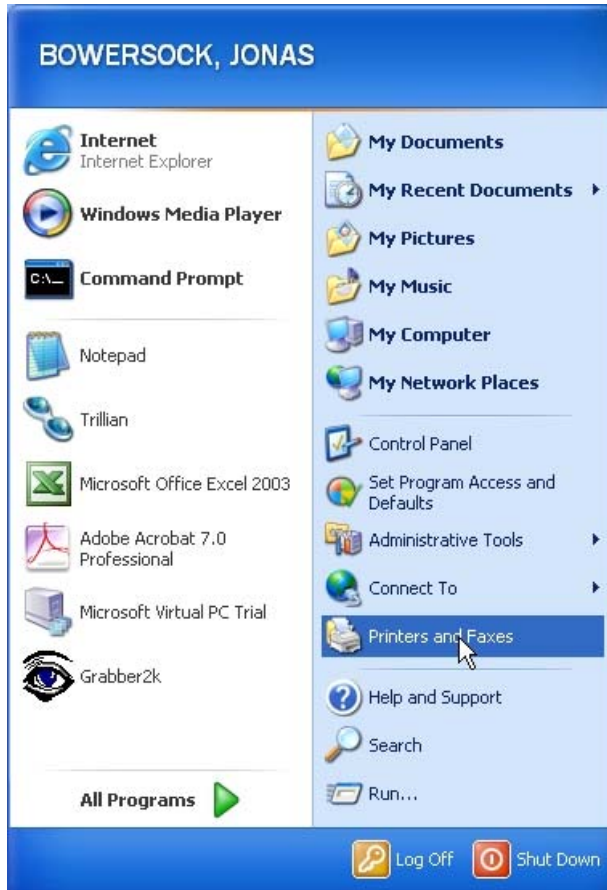 BOWERSOCK, JONAS
Internet
Internet Explorer
Windows Media Player
C:\_
Command Prompt
Notepad
Trillian
Microsoft Office Excel 2003
Adobe Acrobat 7.0
Professional
Microsoft Virtual PC Trial
Grabber2k
All Programs
My Documents
My Recent Documents
My Pictures
My Music
My Computer
My Network Places
Control Panel
Set Program Access and
Defaults
Administrative Tools
Connect To
Printers and Faxes
Help and Support
Search
Run...
Log Off
Shut Down